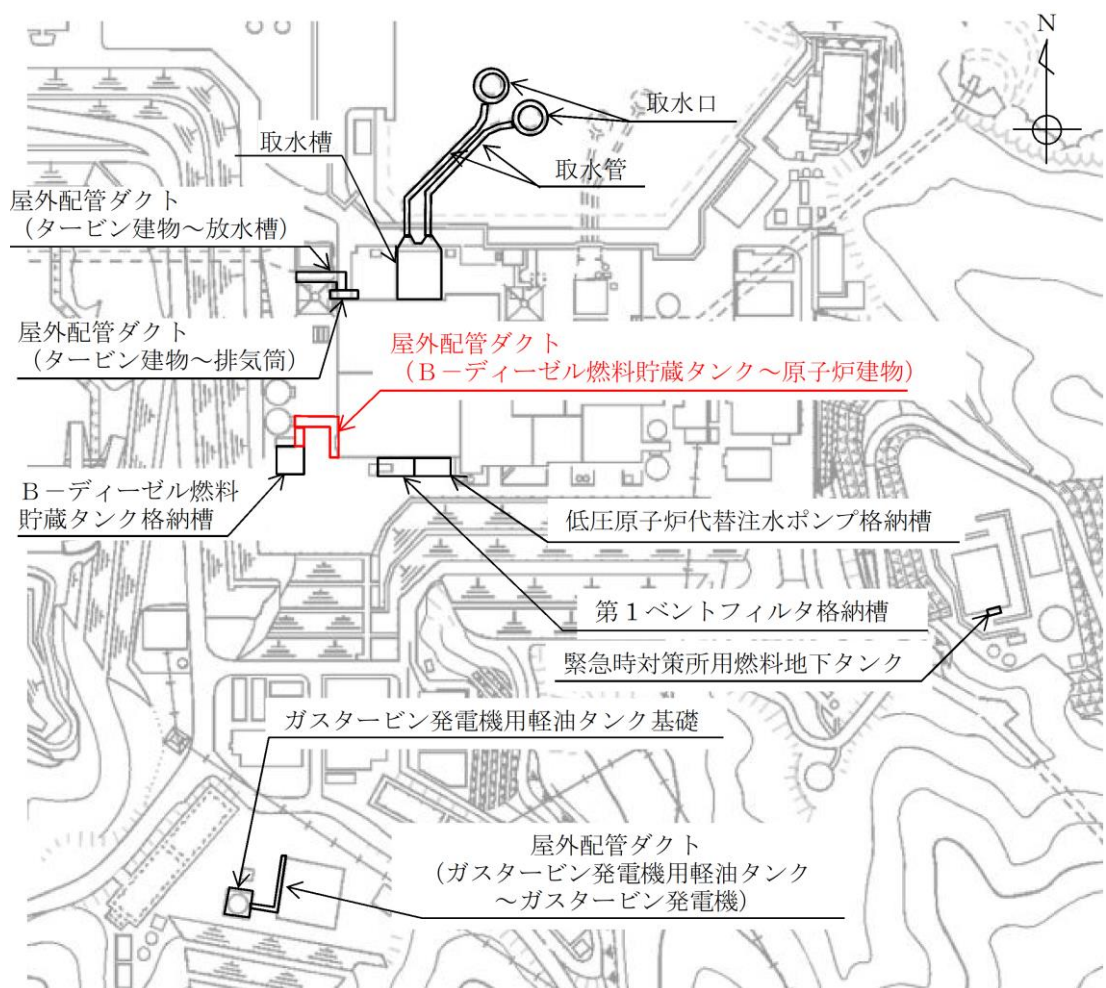 N
取水口
取水槽
取水管
屋外配管ダクト
（タービン建物～放水槽）
屋外配管ダクト
（タービン建物～排気筒）
屋外配管ダクト
（Ｂ－ディーゼル燃料貯蔵タンク～原子炉建物）
Ｂ－ディーゼル燃料
貯蔵タンク格納槽
低圧原子炉代替注水ポンプ格納槽
第１ベントフィルタ格納槽
緊急時対策所用燃料地下タンク
ガスタービン発電機用軽油タンク基礎
屋外配管ダクト
（ガスタービン発電機用軽油タンク
～ガスタービン発電機）